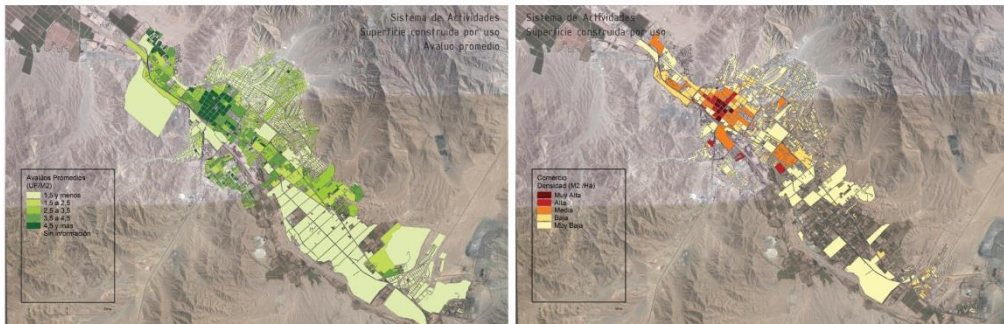 Sistema de Actividades
Superficie construida por uso
Avaluo promedio
Avalúos Promedios
(UF/M2)
1,5 y menos
1,5 a 2,5
2,5 a 3,5
3,5 a 4,5
4,5 y más
Sin información
Sistema de Actividades
Superficie construida por uso
Comercio
Densidad (M2 /Ha)
Muy Alta
Alta
Media
Baja
Muy Baja